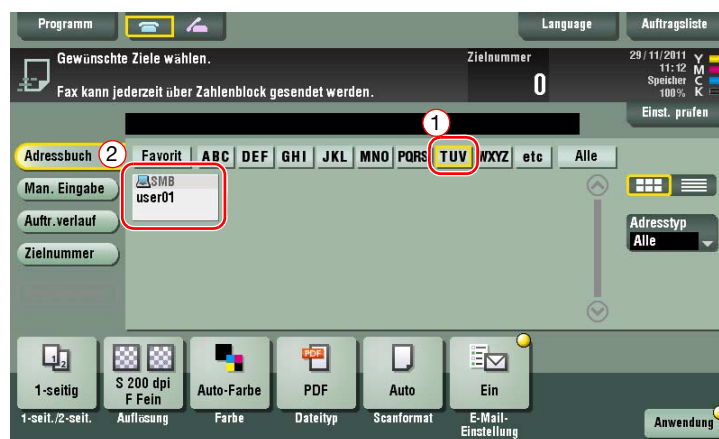 Programm
Language
Auftragsliste
Gewünschte Ziele wählen.
Zielnummer
29/11/2011
11:12
Speicher
100%
Y
M
C
K
Fax kann jederzeit über Zahlenblock gesendet werden.
0
Einst. prüfen
1
Adressbuch
2
Favorit ABC DEF GHI JKL MNO PQRS TUV WXYZ etc Alle
Man. Eingabe
SMB
user01
Auftr.verlauf
Adresstyp
Alle
Zielnummer
1 2
PDF
1-seitig
S 200 dpi
F Fein
Auto-Farbe
PDF
Auto
Ein
1-seit./2-seit.
Auflösung
Farbe
Dateityp
Scanformat
E-Mail-
Einstellung
Anwendung